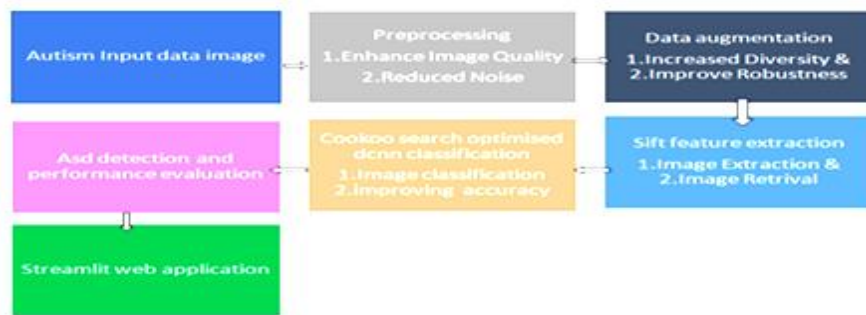 Autism Input data image
Preprocessing
1.Enhance Image Quality
2.Reduced Noise
Data augmentation
1.Increased Diversity &
2.Improve Robustness
Sift feature extraction
1.Image Extraction &
2.Image Retrival
Cookoo search optimised
dcnn classification
1.Image classification
2.Improving accuracy
Asd detection and
performance evaluation
Streamlit web application